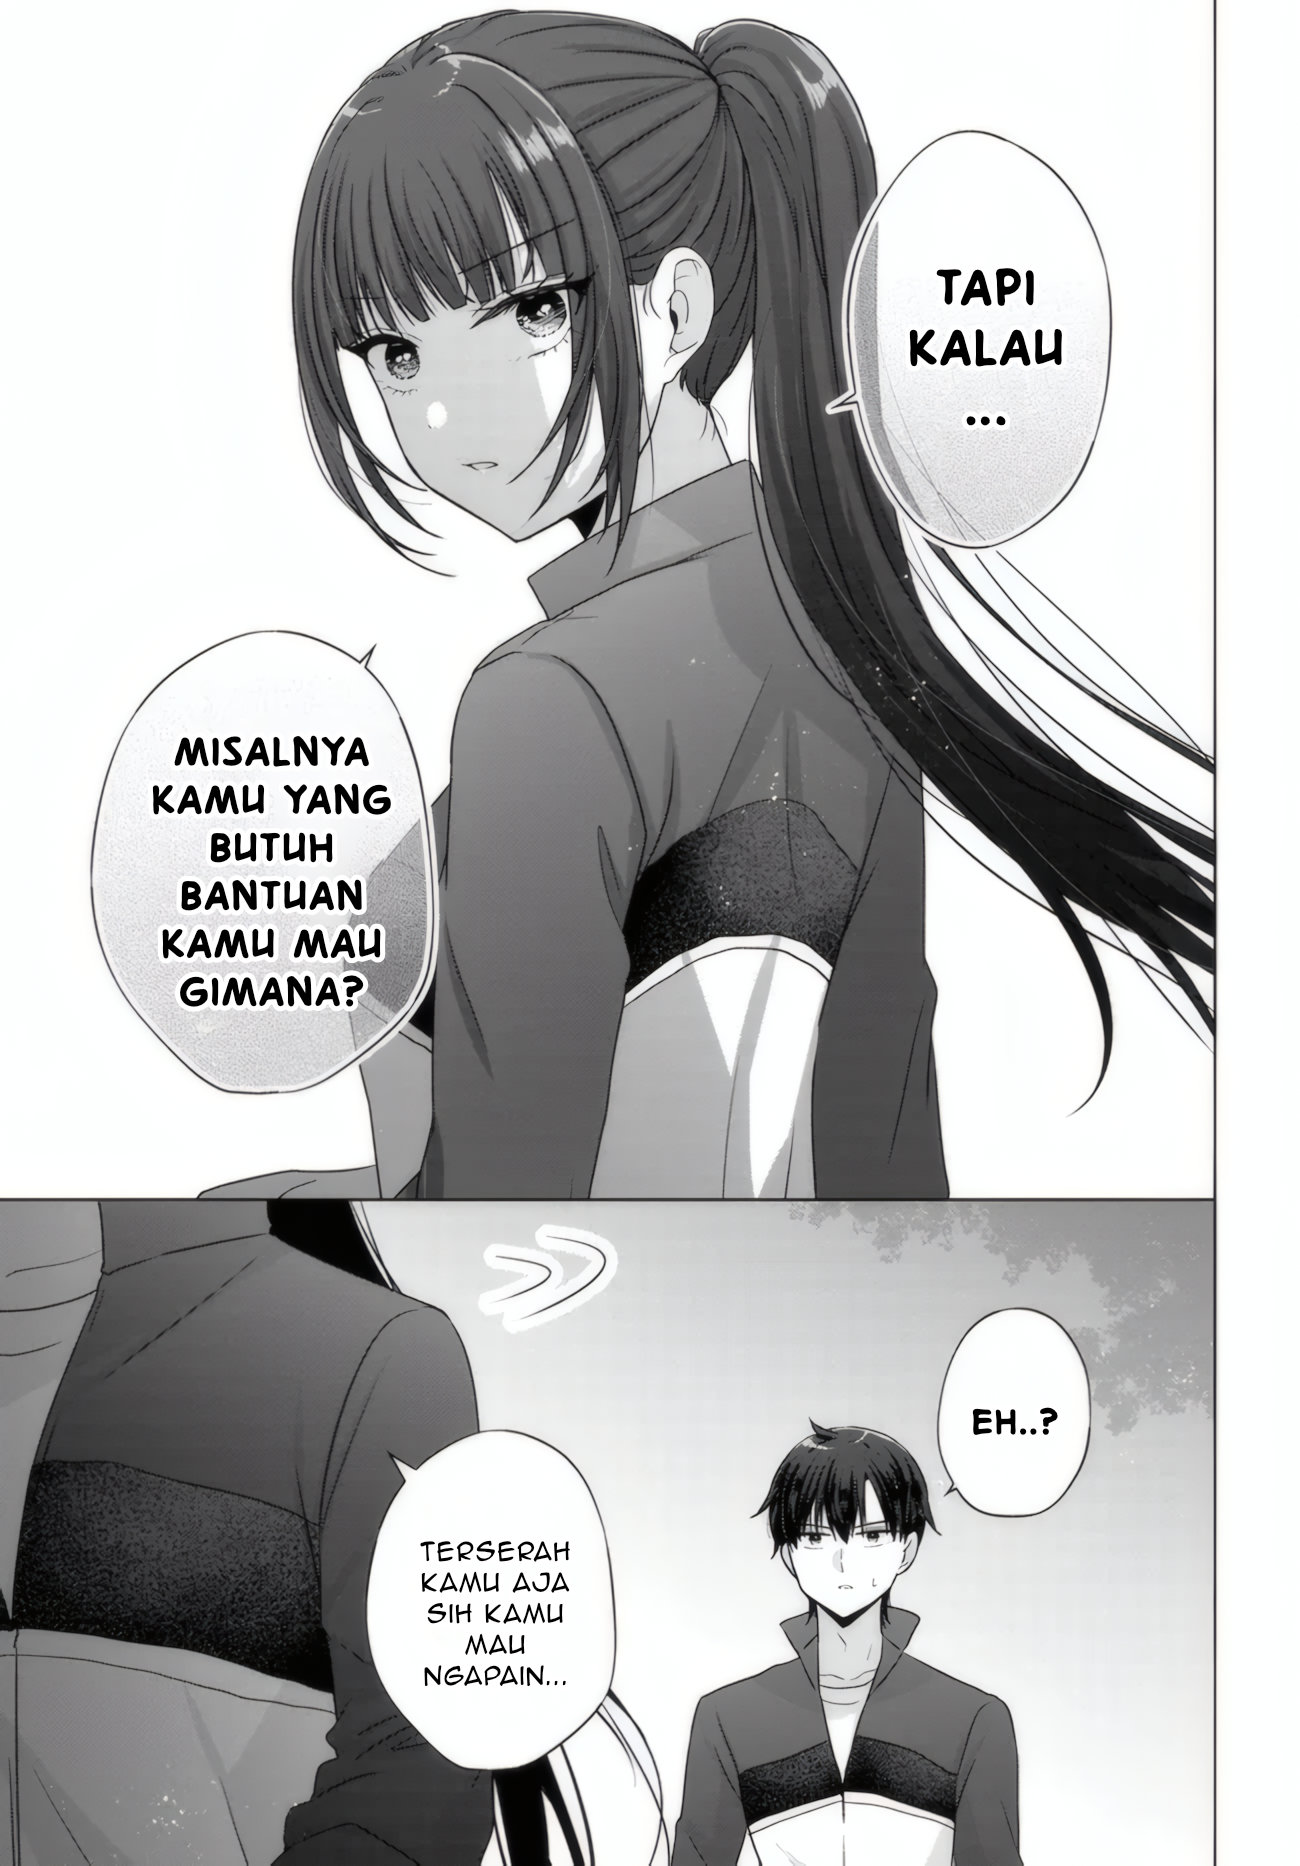 TAPI
KALAU
...
MISALNYA
KAMU YANG
BUTUH
BANTUAN
KAMU MAU
GIMANA?
EH..?
TERSERAH
KAMU AJA
SIH KAMU
MAU
NGAPAIN...